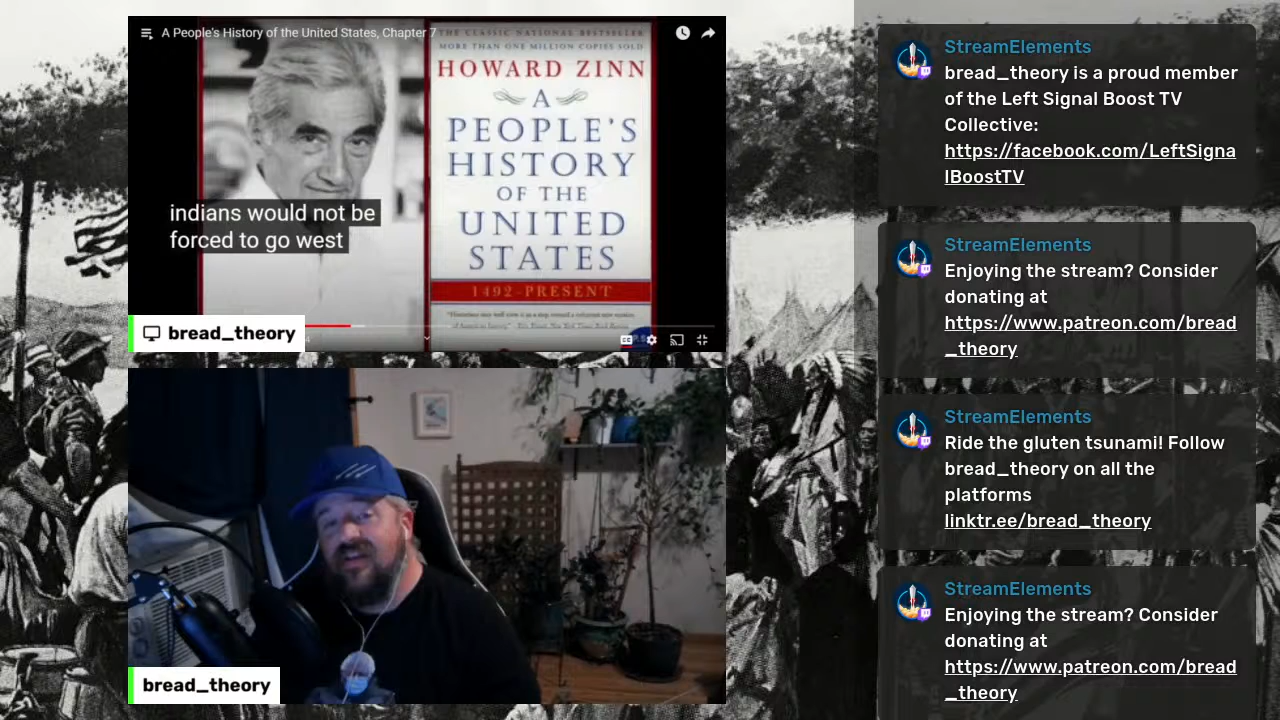 A People's History of the United States, Chapter 7
THE CLASSIC NATIONAL BESTSELLER
MORE THAN ONE MILLION COPIES SOLD
HOWARD ZINN
A
PEOPLE'S
HISTORY
OF THE
UNITED
STATES
1492–PRESENT
indians would not be
forced to go west
bread_theory
bread_theory
StreamElements
bread_theory is a proud member
of the Left Signal Boost TV
Collective:
https://facebook.com/LeftSigna
lBoostTV
StreamElements
Enjoying the stream? Consider
donating at
https://www.patreon.com/bread
_theory
StreamElements
Ride the gluten tsunami! Follow
bread_theory on all the
platforms
linktr.ee/bread_theory
StreamElements
Enjoying the stream? Consider
donating at
https://www.patreon.com/bread
_theory